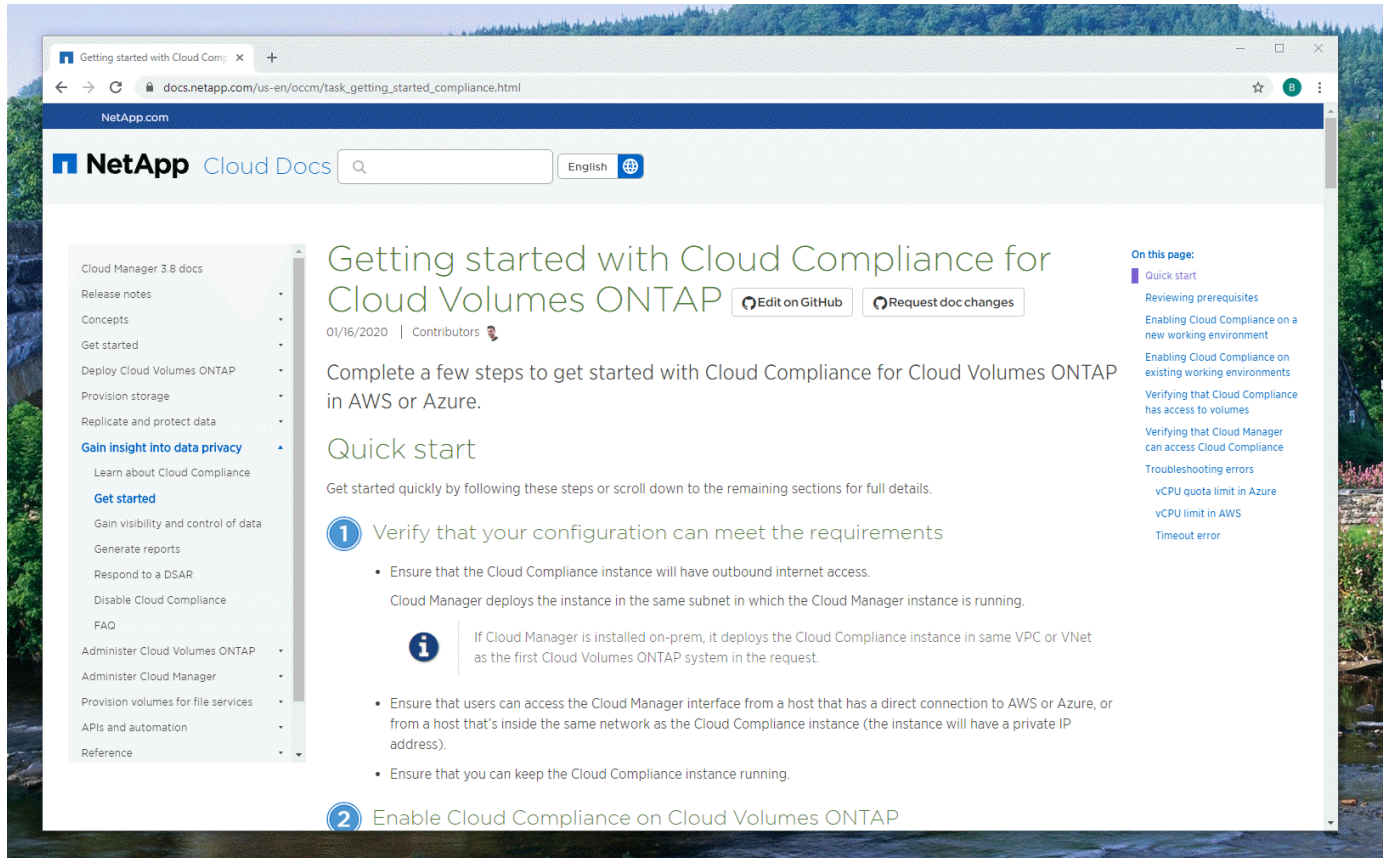 Getting started with Cloud Comp
docs.netapp.com/us-en/occm/task_getting_started_compliance.html
B
NetApp.com
NetApp Cloud Docs
English
Cloud Manager 3.8 docs
Release notes
Concepts
Get started
Deploy Cloud Volumes ONTAP
Provision storage
Replicate and protect data
Gain insight into data privacy
Learn about Cloud Compliance
Get started
Gain visibility and control of data
Generate reports
Respond to a DSAR
Disable Cloud Compliance
FAQ
Administer Cloud Volumes ONTAP
Administer Cloud Manager
Provision volumes for file services
APIs and automation
Reference
Getting started with Cloud Compliance for
Cloud Volumes ONTAP
Edit on GitHub
Request doc changes
01/16/2020 | Contributors
Complete a few steps to get started with Cloud Compliance for Cloud Volumes ONTAP
in AWS or Azure.
Quick start
Get started quickly by following these steps or scroll down to the remaining sections for full details.
1 Verify that your configuration can meet the requirements
• Ensure that the Cloud Compliance instance will have outbound internet access.
Cloud Manager deploys the instance in the same subnet in which the Cloud Manager instance is running.
If Cloud Manager is installed on-prem, it deploys the Cloud Compliance instance in same VPC or VNet
as the first Cloud Volumes ONTAP system in the request.
• Ensure that users can access the Cloud Manager interface from a host that has a direct connection to AWS or Azure, or
from a host that's inside the same network as the Cloud Compliance instance (the instance will have a private IP
address).
• Ensure that you can keep the Cloud Compliance instance running.
2 Enable Cloud Compliance on Cloud Volumes ONTAP
On this page:
Quick start
Reviewing prerequisites
Enabling Cloud Compliance on a
new working environment
Enabling Cloud Compliance on
existing working environments
Verifying that Cloud Compliance
has access to volumes
Verifying that Cloud Manager
can access Cloud Compliance
Troubleshooting errors
vCPU quota limit in Azure
vCPU limit in AWS
Timeout error